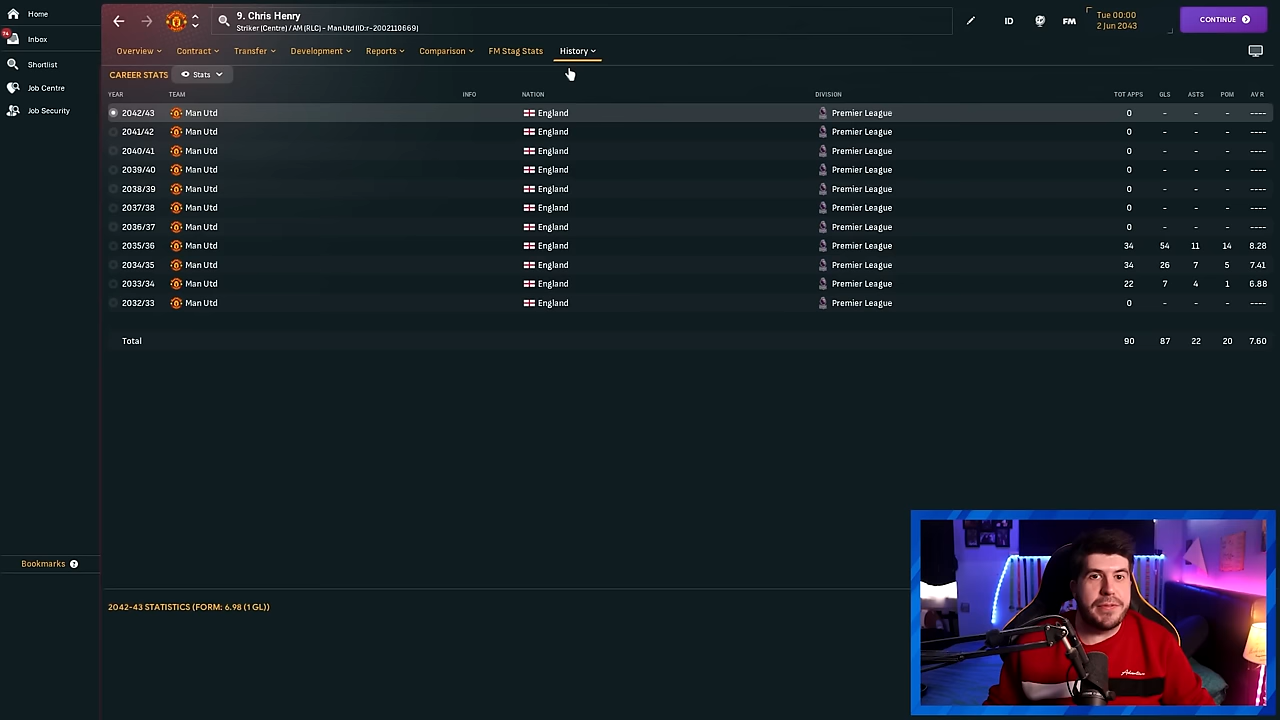 Home
9. Chris Henry
Striker (Centre) / AM (RLC) - Man Utd (ID:r-2002110669)
ID
FM
Tue 00:00
2 Jun 2043
CONTINUE
24
Inbox
Shortlist
Job Centre
Job Security
Overview Contract Transfer Development Reports Comparison FM Stag Stats History
CAREER STATS Stats
YEAR TEAM INFO NATION DIVISION TOT APPS GLS ASTS POM AV R
2042/43 Man Utd England Premier League 0 - - - ----
2041/42 Man Utd England Premier League 0 - - - ----
2040/41 Man Utd England Premier League 0 - - - ----
2039/40 Man Utd England Premier League 0 - - - ----
2038/39 Man Utd England Premier League 0 - - - ----
2037/38 Man Utd England Premier League 0 - - - ----
2036/37 Man Utd England Premier League 0 - - - ----
2035/36 Man Utd England Premier League 34 54 11 14 8.28
2034/35 Man Utd England Premier League 34 26 7 5 7.41
2033/34 Man Utd England Premier League 22 7 4 1 6.88
2032/33 Man Utd England Premier League 0 - - - ----
Total 90 87 22 20 7.60
Bookmarks ?
2042-43 STATISTICS (FORM: 6.98 (1 GL))